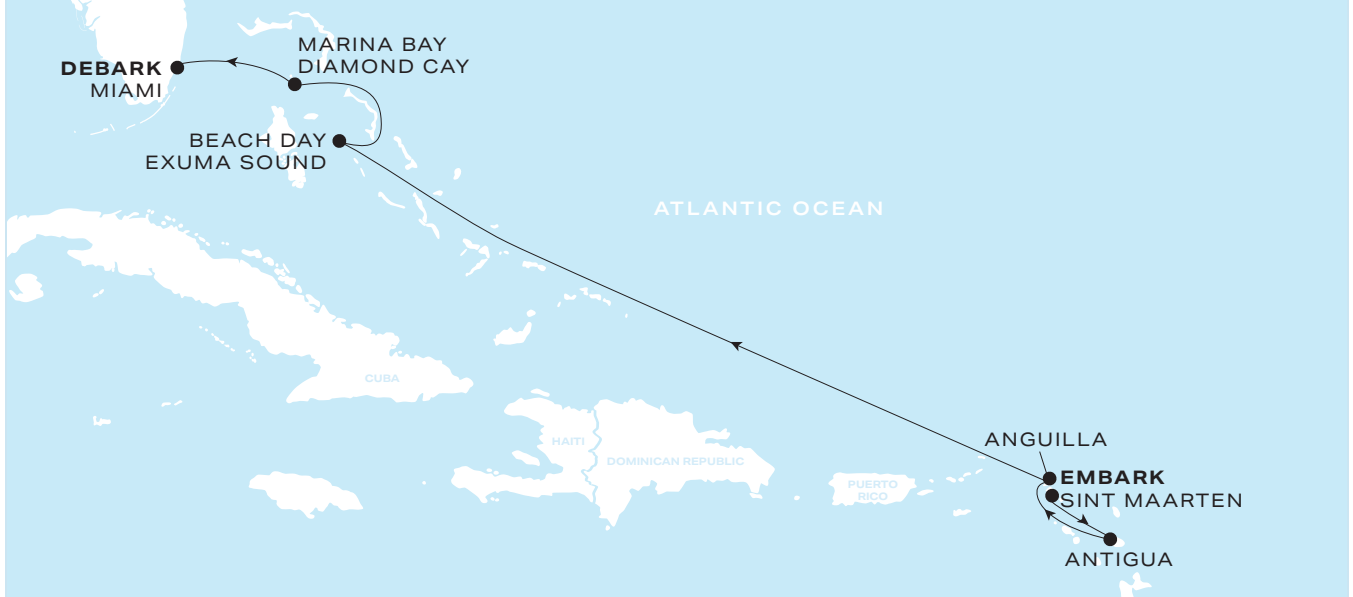 MARINA BAY
DIAMOND CAY
DEBARK
MIAMI
BEACH DAY
EXUMA SOUND
ATLANTIC OCEAN
CUBA
HAITI
DOMINICAN REPUBLIC
PUERTO
RICO
ANGUILLA
EMBARK
SINT MAARTEN
ANTIGUA